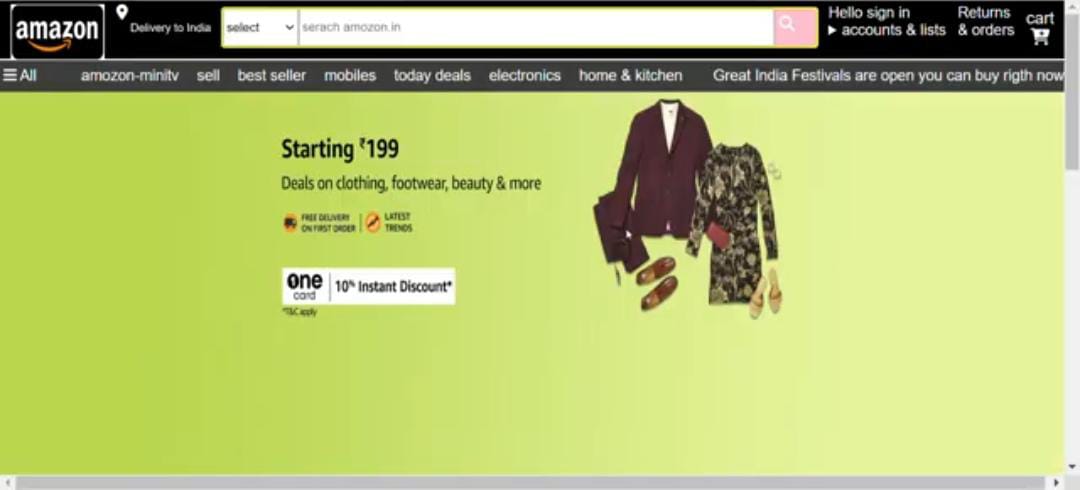 amazon
Delivery to India
select
serach amozon.in
Hello sign in
accounts & lists
Returns
& orders
cart
All
amozon-minitv
sell
best seller
mobiles
today deals
electronics
home & kitchen
Great India Festivals are open you can buy rigth now
Starting ₹199
Deals on clothing, footwear, beauty & more
FREE DELIVERY
ON FIRST ORDER
LATEST
TRENDS
one
card
10% Instant Discount*
*T&C apply